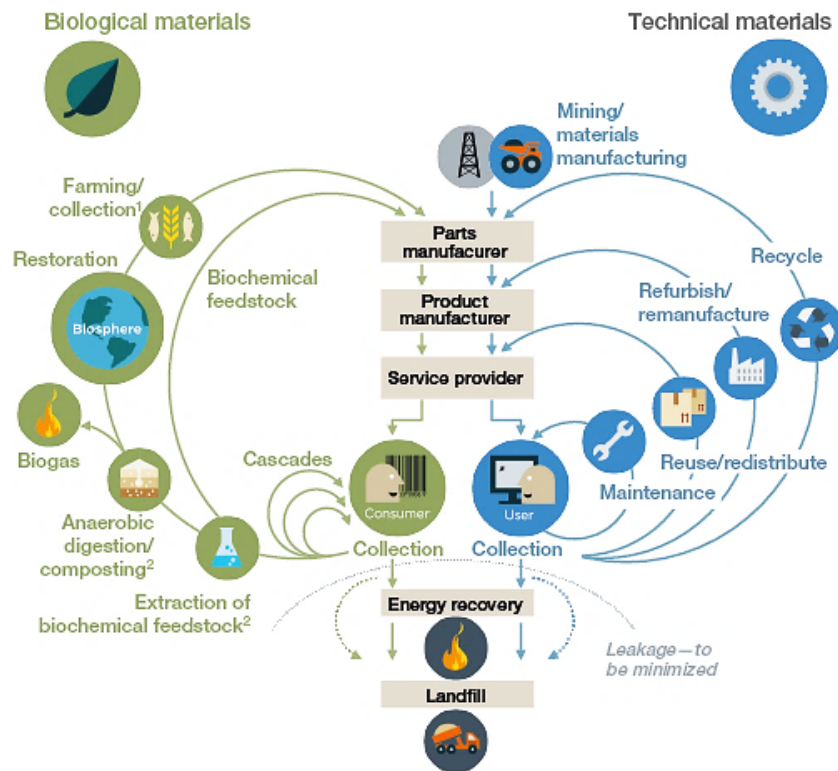 Biological materials
Technical materials
Mining/
materials
manufacturing
Farming/
collection¹
Restoration
Biosphere
Biochemical
feedstock
Parts
manufacurer
Product
manufacturer
Service provider
Recycle
Refurbish/
remanufacture
Reuse/redistribute
Maintenance
Biogas
Cascades
Consumer
User
Anaerobic
digestion/
composting²
Collection
Collection
Extraction of
biochemical feedstock²
Energy recovery
Leakage—to
be minimized
Landfill